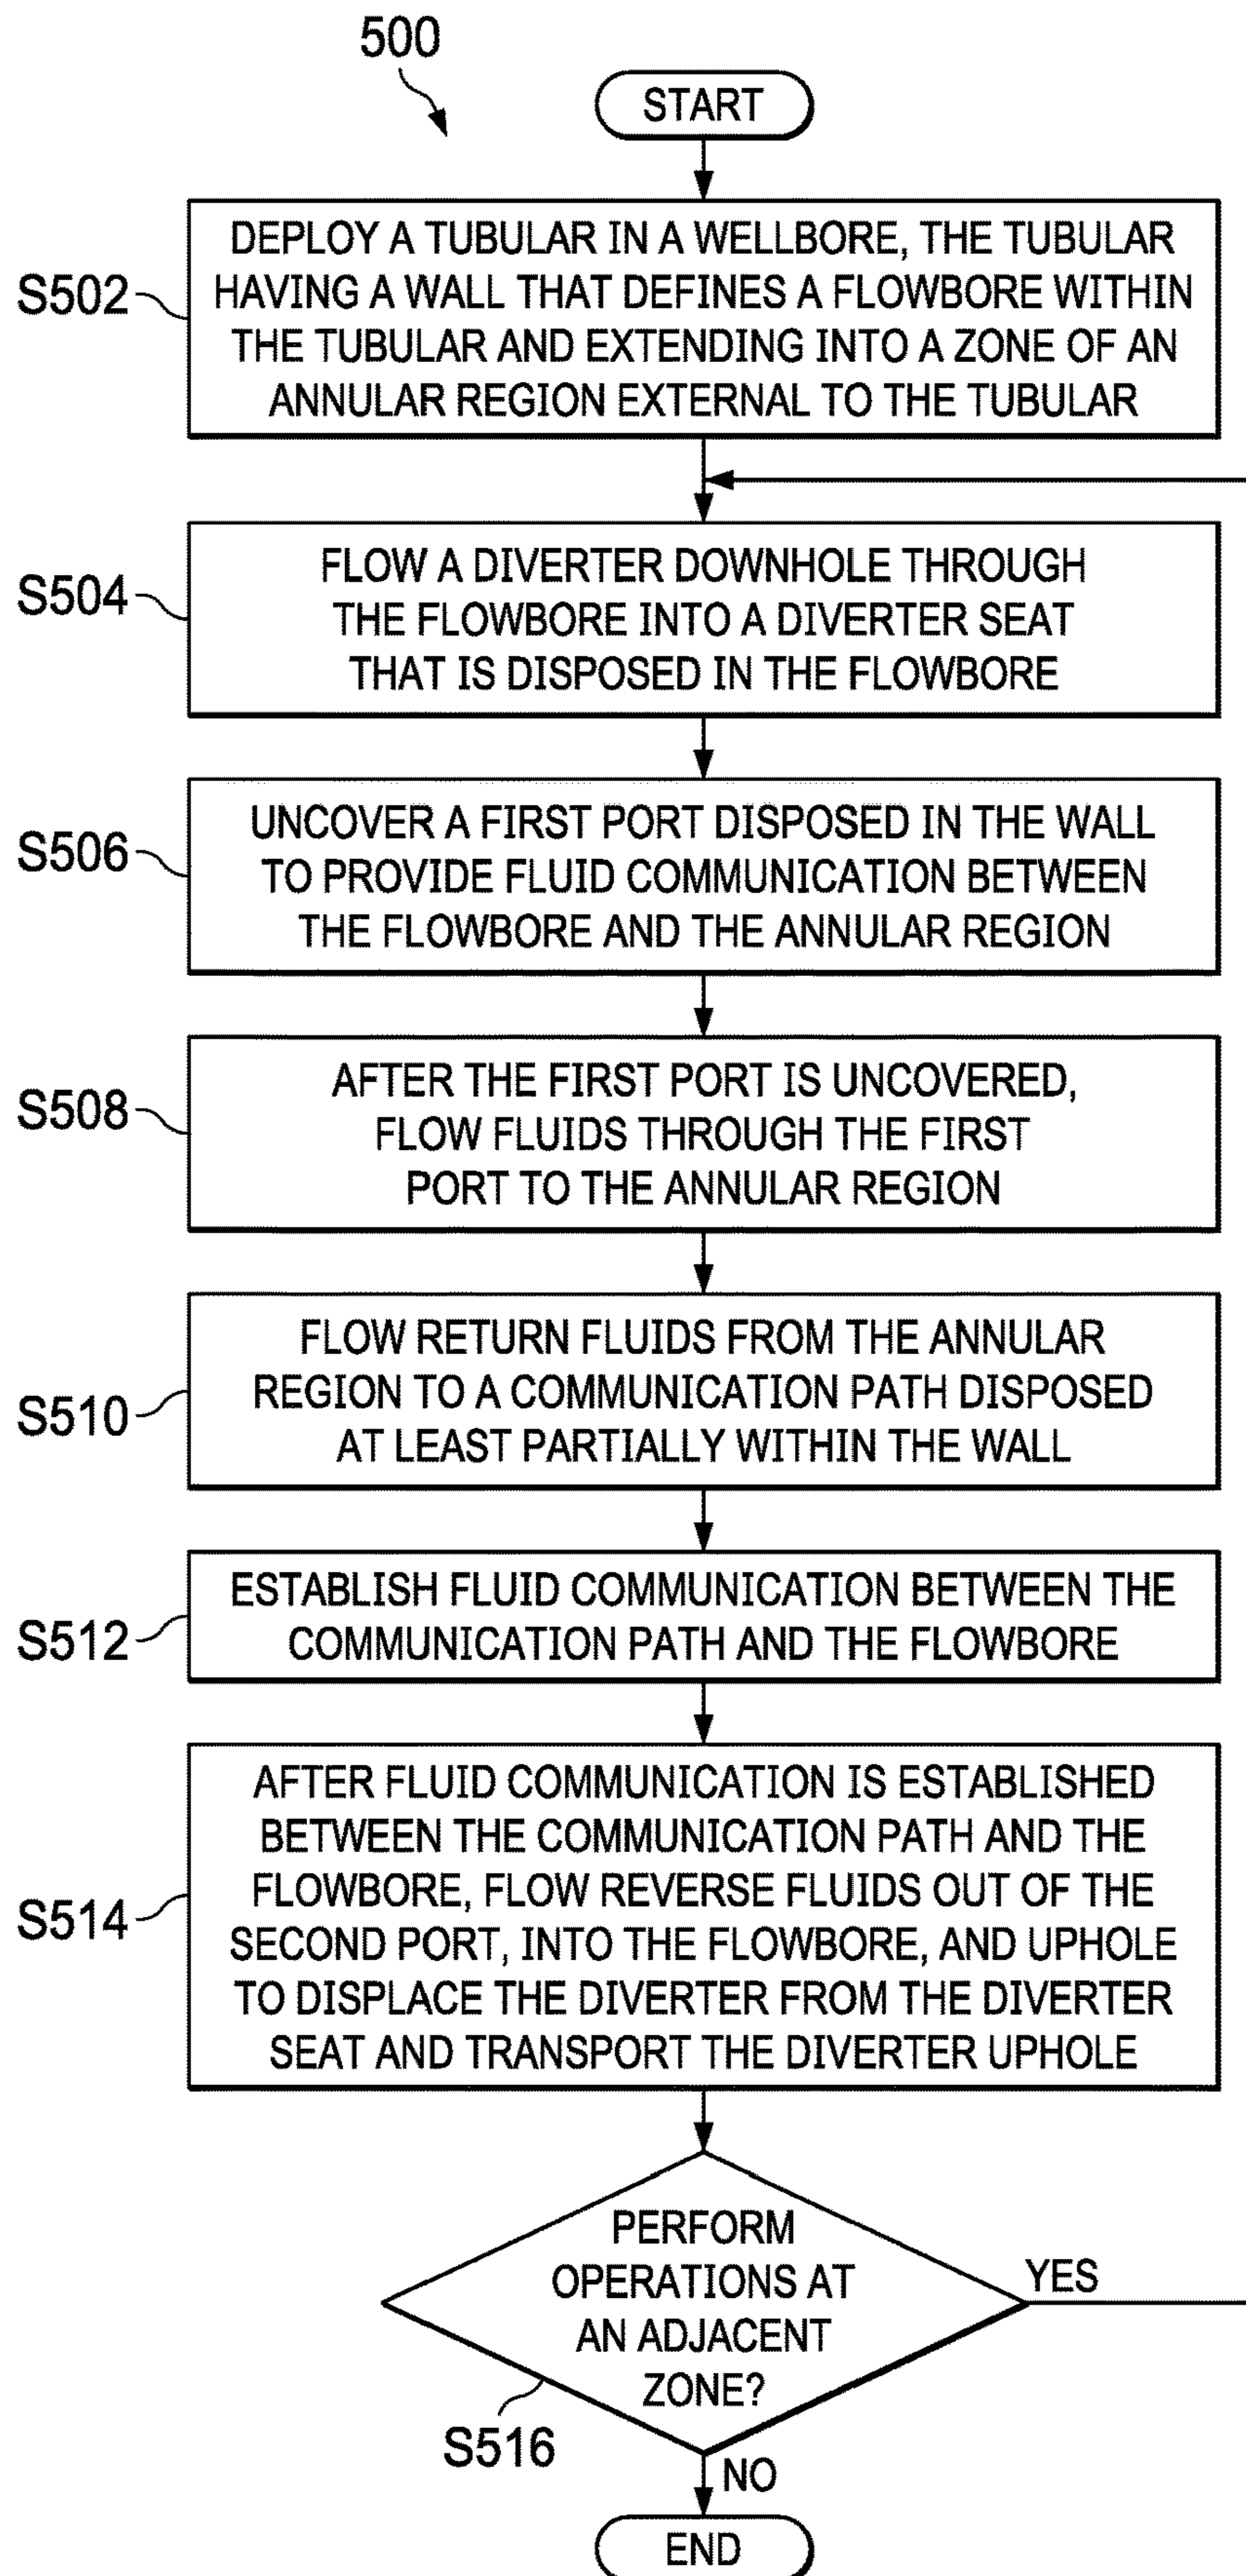 500
START
S502
DEPLOY A TUBULAR IN A WELLBORE, THE TUBULAR
HAVING A WALL THAT DEFINES A FLOWBORE WITHIN
THE TUBULAR AND EXTENDING INTO A ZONE OF AN
ANNULAR REGION EXTERNAL TO THE TUBULAR
S504
FLOW A DIVERTER DOWNHOLE THROUGH
THE FLOWBORE INTO A DIVERTER SEAT
THAT IS DISPOSED IN THE FLOWBORE
S506
UNCOVER A FIRST PORT DISPOSED IN THE WALL
TO PROVIDE FLUID COMMUNICATION BETWEEN
THE FLOWBORE AND THE ANNULAR REGION
S508
AFTER THE FIRST PORT IS UNCOVERED,
FLOW FLUIDS THROUGH THE FIRST
PORT TO THE ANNULAR REGION
S510
FLOW RETURN FLUIDS FROM THE ANNULAR
REGION TO A COMMUNICATION PATH DISPOSED
AT LEAST PARTIALLY WITHIN THE WALL
S512
ESTABLISH FLUID COMMUNICATION BETWEEN THE
COMMUNICATION PATH AND THE FLOWBORE
S514
AFTER FLUID COMMUNICATION IS ESTABLISHED
BETWEEN THE COMMUNICATION PATH AND THE
FLOWBORE, FLOW REVERSE FLUIDS OUT OF THE
SECOND PORT, INTO THE FLOWBORE, AND UPHOLE
TO DISPLACE THE DIVERTER FROM THE DIVERTER
SEAT AND TRANSPORT THE DIVERTER UPHOLE
PERFORM
OPERATIONS AT
AN ADJACENT
ZONE?
YES
S516
NO
END